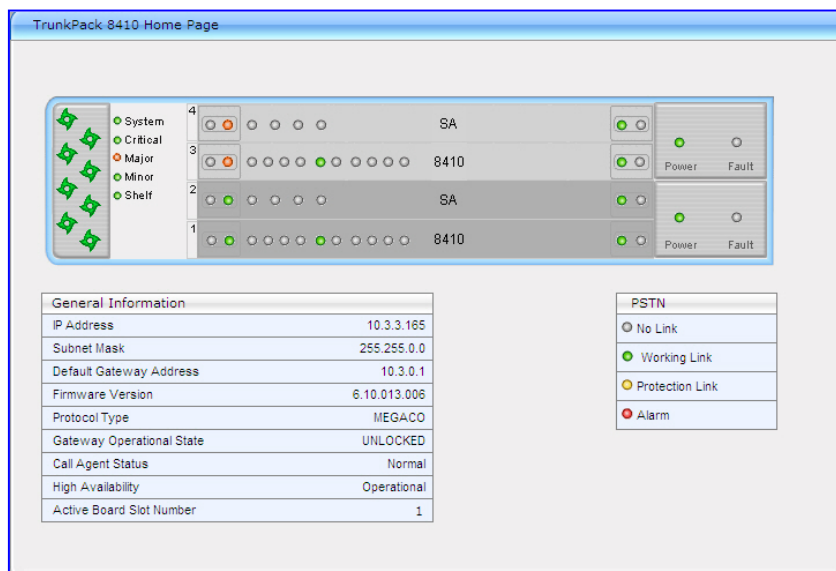 TrunkPack 8410 Home Page
System
Critical
Major
Minor
Shelf
4 SA
3 8410
2 SA
1 8410
Power Fault
Power Fault
General Information
IP Address 10.3.3.165
Subnet Mask 255.255.0.0
Default Gateway Address 10.3.0.1
Firmware Version 6.10.013.006
Protocol Type MEGACO
Gateway Operational State UNLOCKED
Call Agent Status Normal
High Availability Operational
Active Board Slot Number 1
PSTN
No Link
Working Link
Protection Link
Alarm